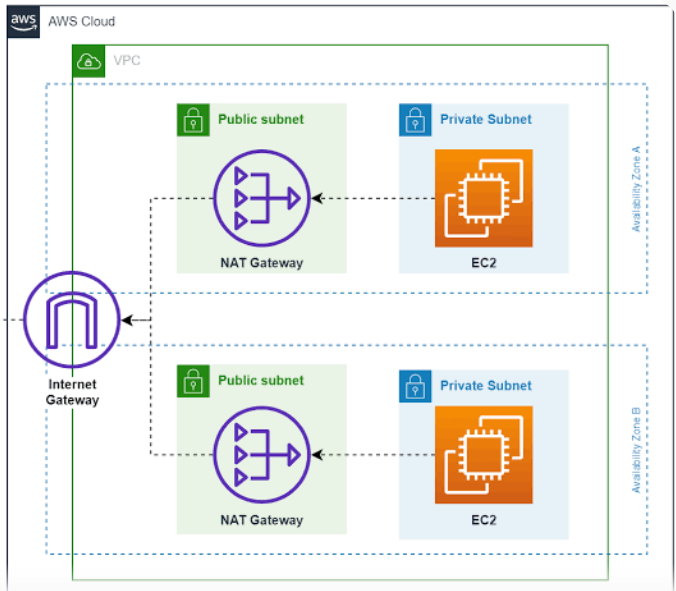 aws
AWS Cloud
VPC
Public subnet
Private Subnet
Availability Zone A
NAT Gateway
EC2
Internet
Gateway
Public subnet
Private Subnet
Availability Zone B
NAT Gateway
EC2